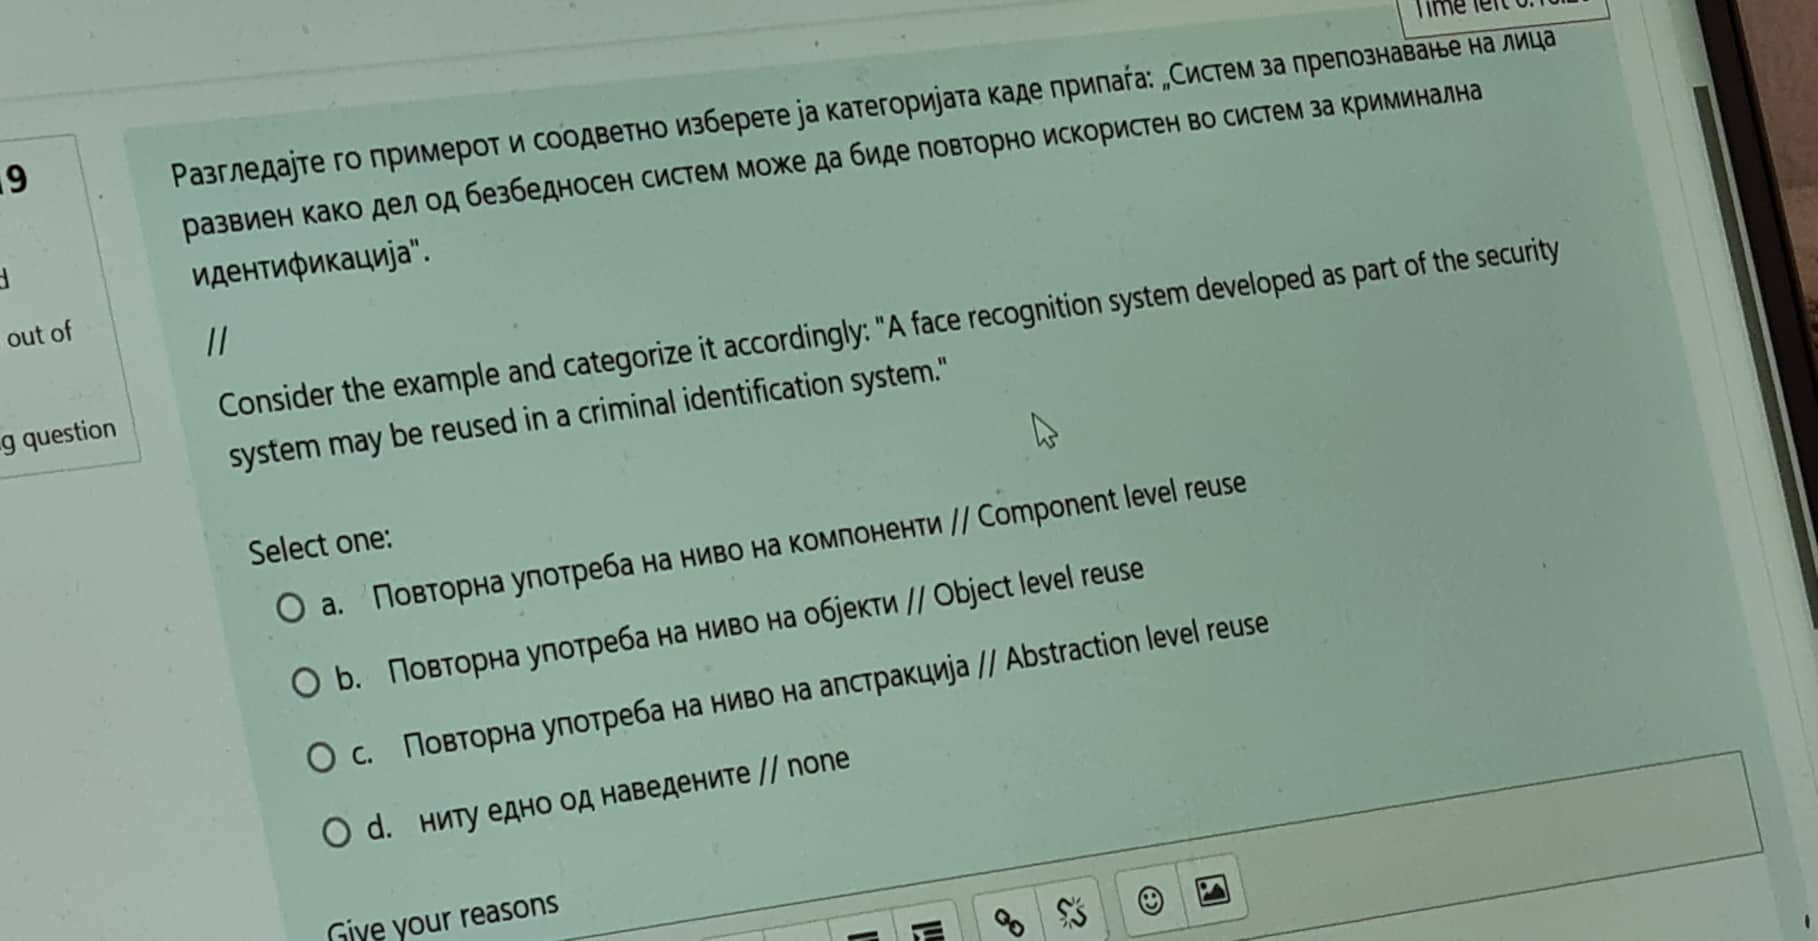 9
Разгледајте го примерот и соодветно изберете ја категоријата каде припаѓа: „Систем за препознавање на лица
развиен како дел од безбедносен систем може да биде повторно искористен во систем за криминална
идентификација".
//
Consider the example and categorize it accordingly: "A face recognition system developed as part of the security
system may be reused in a criminal identification system."
out of
question
Select one:
a. Повторна употреба на ниво на компоненти // Component level reuse
b. Повторна употреба на ниво на објекти // Object level reuse
c. Повторна употреба на ниво на апстракција // Abstraction level reuse
d. ниту едно од наведените // none
Give your reasons